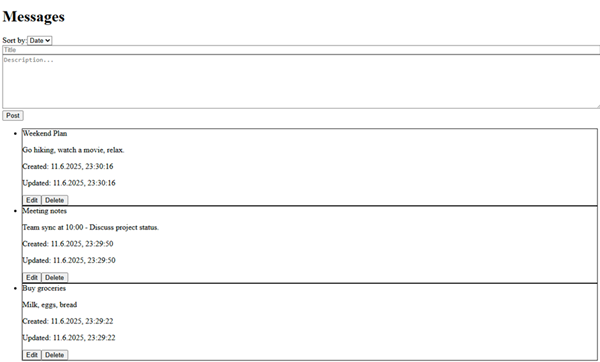 Messages
Sort by: Date
Title
Description...
Post
Weekend Plan
Go hiking, watch a movie, relax.
Created: 11.6.2025, 23:30:16
Updated: 11.6.2025, 23:30:16
Edit Delete
Meeting notes
Team sync at 10:00 - Discuss project status.
Created: 11.6.2025, 23:29:50
Updated: 11.6.2025, 23:29:50
Edit Delete
Buy groceries
Milk, eggs, bread
Created: 11.6.2025, 23:29:22
Updated: 11.6.2025, 23:29:22
Edit Delete